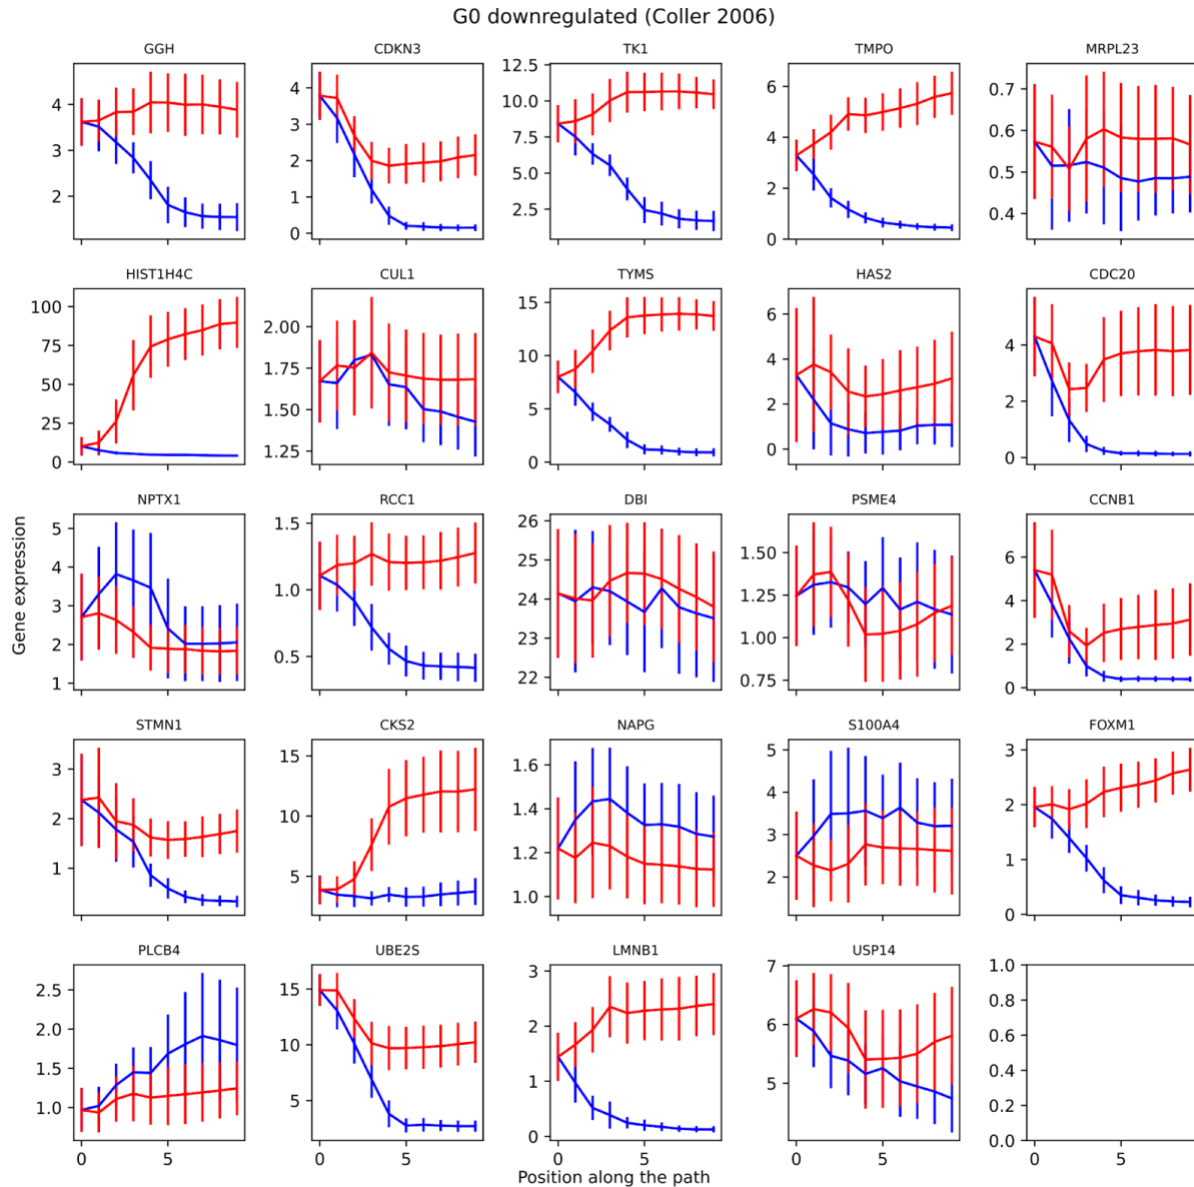 G0 downregulated (Coller 2006)
GGH CDKN3 TK1 TMPO MRPL23
4 3 2
4 3 2 1 0
12.5 10.0 7.5 5.0 2.5
6 4 2 0
0.7 0.6 0.5 0.4
HIST1H4C CUL1 TYMS HAS2 CDC20
100 75 50 25 0
2.00 1.75 1.50 1.25
15 10 5 0
6 4 2 0
4 2 0
NPTX1 RCC1 DBI PSME4 CCNB1
5 4 3 2 1
1.5 1.0 0.5
26 25 24 23 22
1.50 1.25 1.00 0.75
6 4 2 0
Gene expression
STMN1 CKS2 NAPG S100A4 FOXM1
3 2 1
15 10 5
1.6 1.4 1.2 1.0
5 4 3 2
3 2 1 0
PLCB4 UBE2S LMNB1 USP14
2.5 2.0 1.5 1.0
15 10 5
3 2 1 0
7 6 5
1.0 0.8 0.6 0.4 0.2 0.0
0 5 0 5 0 5 0 5 0 5
Position along the path